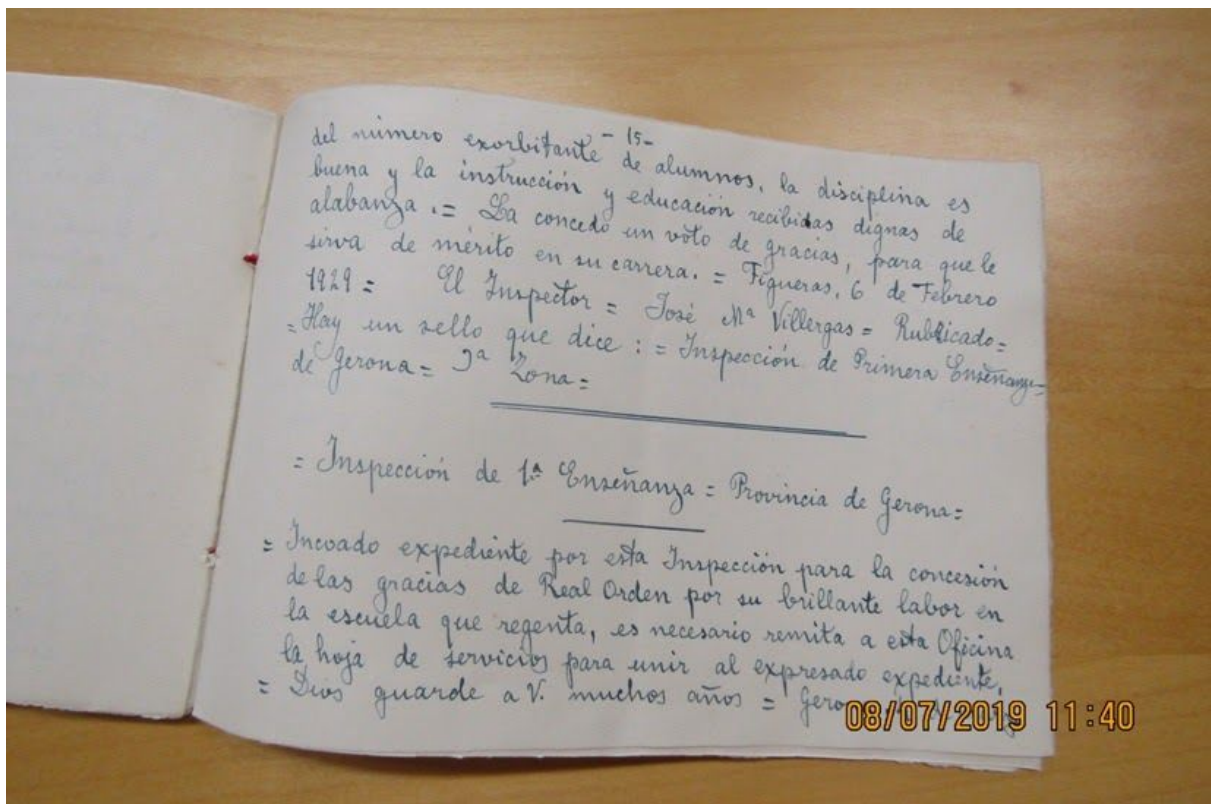 - 15 -
del número exorbitante de alumnos, la disciplina es
buena y la instrucción y educación recibidas dignas de
alabanza .= La concedo un voto de gracias, para que le
sirva de mérito en su carrera. = Figueras, 6 de Febrero
1929 = El Inspector = José Mª Villergas = Rubricado =
= Hay un sello que dice : = Inspección de Primera Enseñanza =
de Gerona = Zona =
= Inspección de 1ª Enseñanza = Provincia de Gerona =
= Incoado expediente por esta Inspección para la concesión
de las gracias de Real Orden por su brillante labor en
la escuela que regenta, es necesario remita a esta Oficina
la hoja de servicios para unir al expresado expediente.
= Dios guarde a V. muchos años =
08/07/2019 11:40